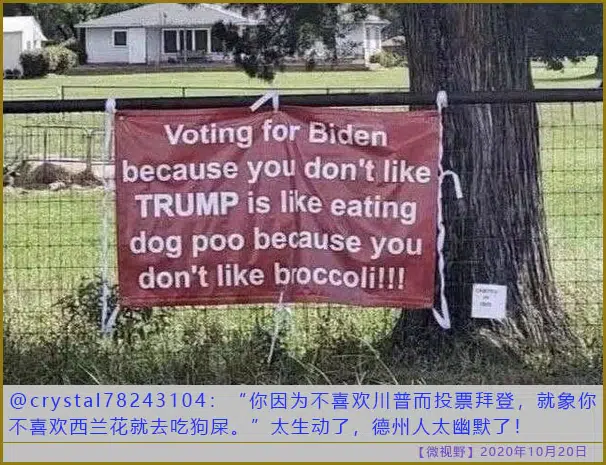 Voting for Biden
because you don't like
TRUMP is like eating
dog poo because you
don't like broccoli!!!
@crystal78243104：“你因为不喜欢川普而投票拜登，就象你
不喜欢西兰花就去吃狗屎。”太生动了，德州人太幽默了！
【微视野】2020年10月20日